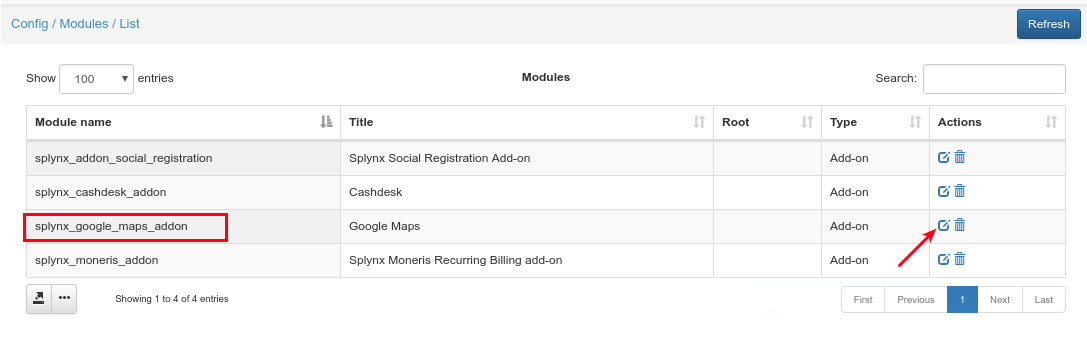 Config / Modules / List Refresh
Show 100 entries Modules Search:
Module name Title Root Type Actions
splynx_addon_social_registration Splynx Social Registration Add-on Add-on
splynx_cashdesk_addon Cashdesk Add-on
splynx_google_maps_addon Google Maps Add-on
splynx_moneris_addon Splynx Moneris Recurring Billing add-on Add-on
Showing 1 to 4 of 4 entries First Previous 1 Next Last